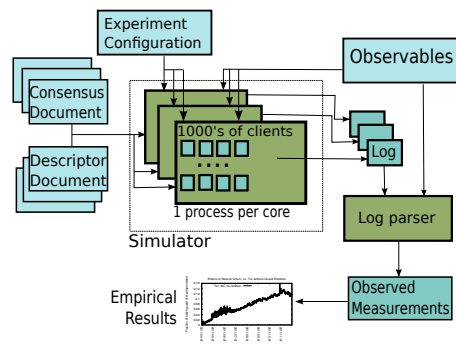 Experiment
Configuration
Observables
Consensus
Document
1000's of clients
Log
Descriptor
Document
1 process per core
Simulator
Log parser
Empirical
Results
Observed
Measurements